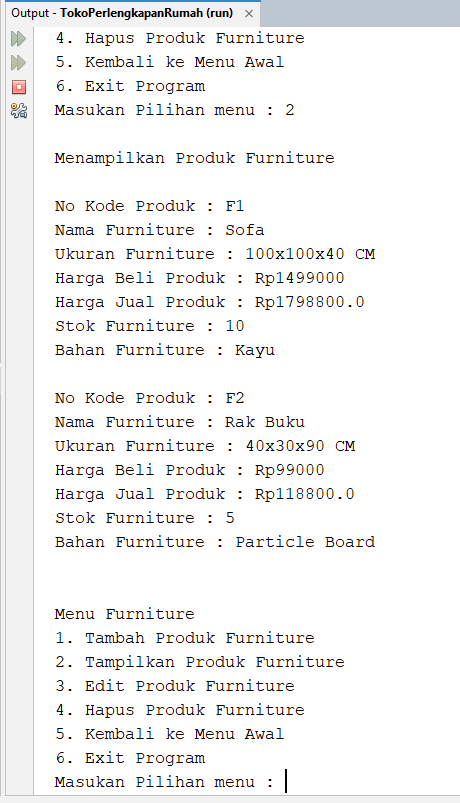 Output - TokoPerlengkapanRumah (run) ×
4. Hapus Produk Furniture
5. Kembali ke Menu Awal
6. Exit Program
Masukan Pilihan menu : 2
Menampilkan Produk Furniture
No Kode Produk : F1
Nama Furniture : Sofa
Ukuran Furniture : 100x100x40 CM
Harga Beli Produk : Rp1499000
Harga Jual Produk : Rp1798800.0
Stok Furniture : 10
Bahan Furniture : Kayu
No Kode Produk : F2
Nama Furniture : Rak Buku
Ukuran Furniture : 40x30x90 CM
Harga Beli Produk : Rp99000
Harga Jual Produk : Rp118800.0
Stok Furniture : 5
Bahan Furniture : Particle Board
Menu Furniture
1. Tambah Produk Furniture
2. Tampilkan Produk Furniture
3. Edit Produk Furniture
4. Hapus Produk Furniture
5. Kembali ke Menu Awal
6. Exit Program
Masukan Pilihan menu :